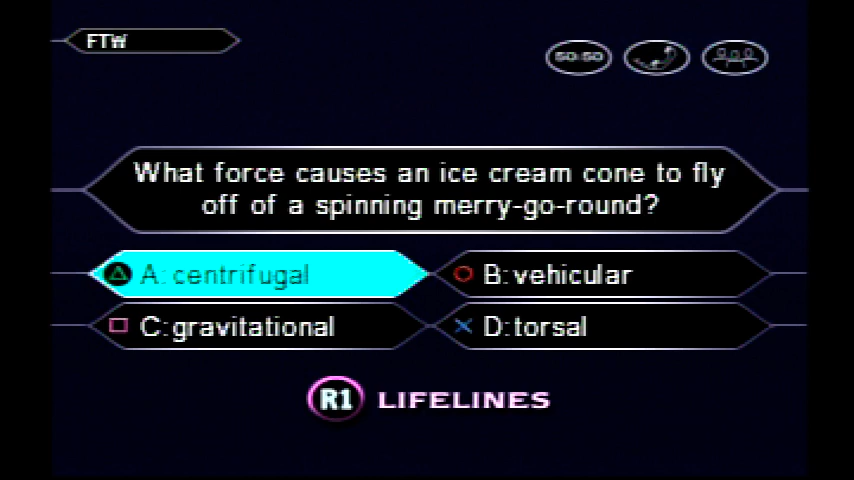 FTW
50:50
What force causes an ice cream cone to fly
off of a spinning merry-go-round?
A: centrifugal
B: vehicular
C: gravitational
D: torsal
R1 LIFELINES